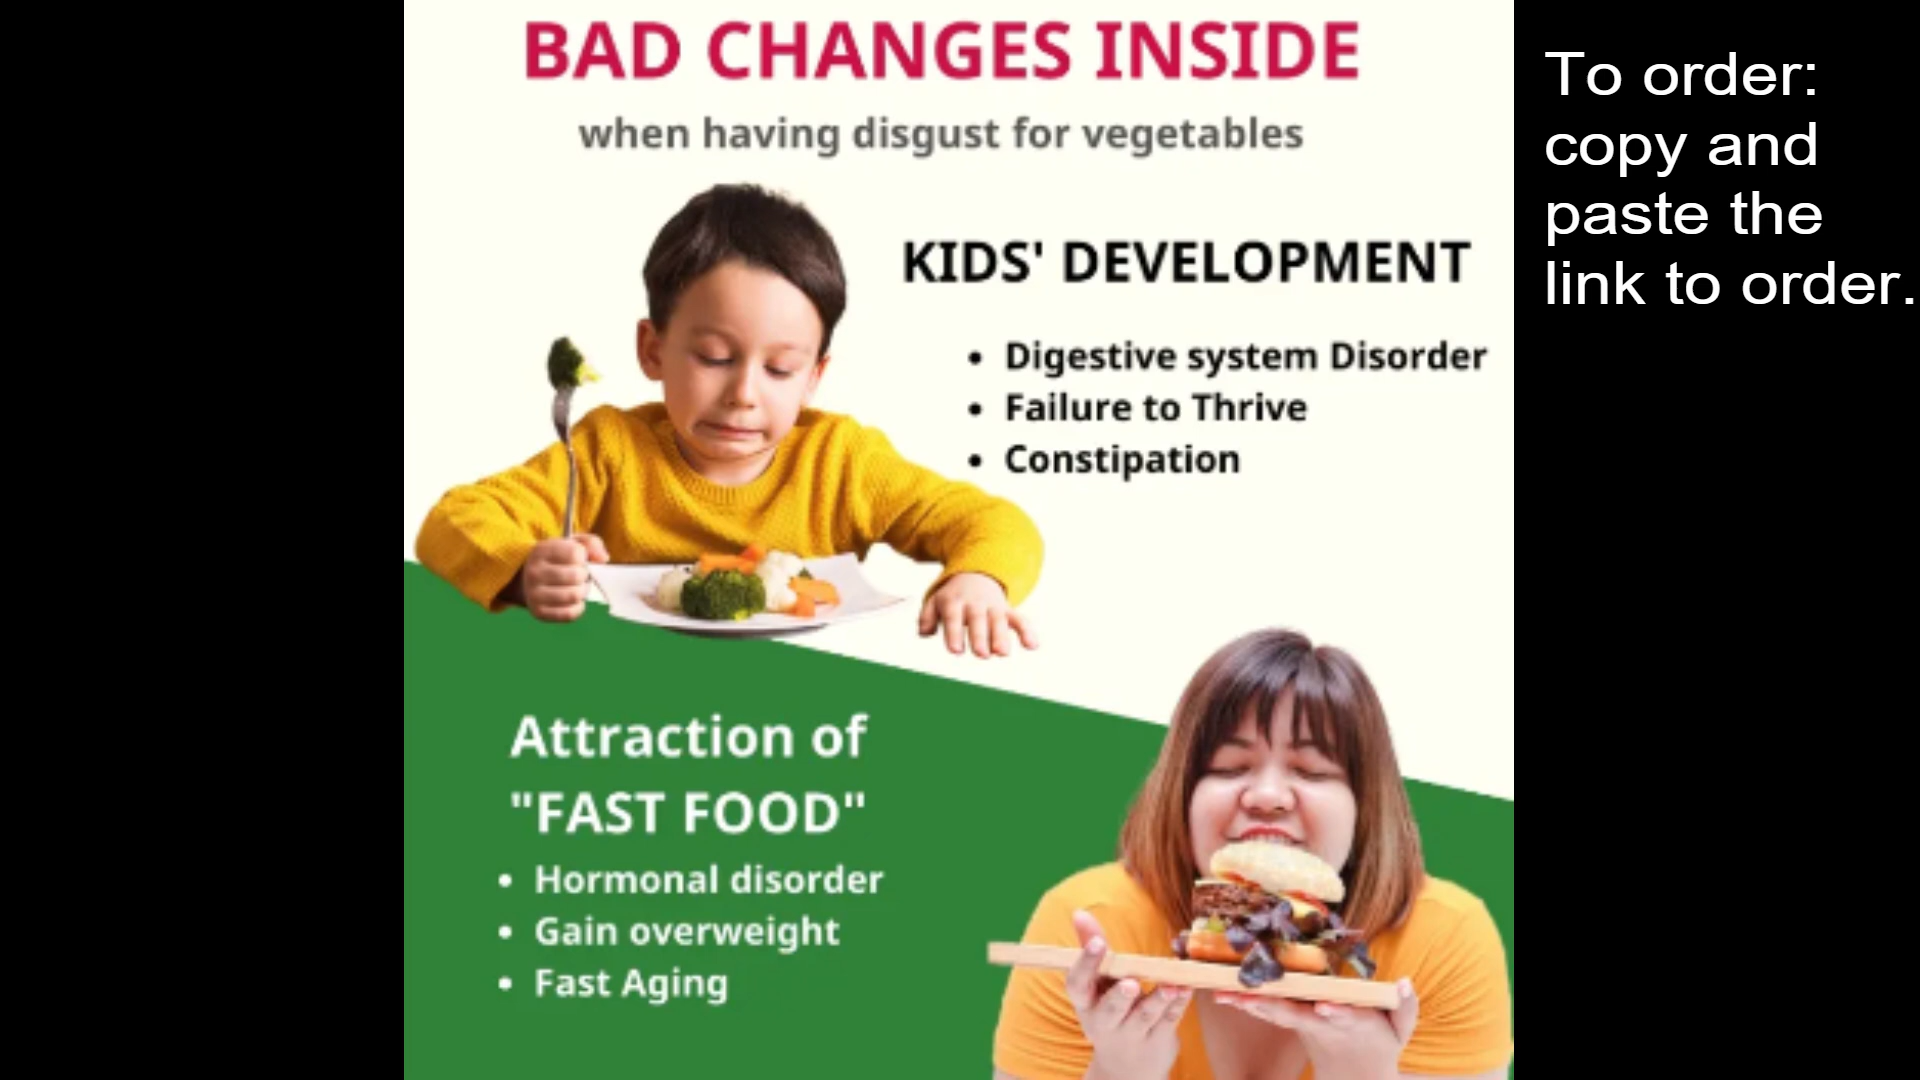 BAD CHANGES INSIDE
when having disgust for vegetables
KIDS' DEVELOPMENT
• Digestive system Disorder
• Failure to Thrive
• Constipation
Attraction of
"FAST FOOD"
• Hormonal disorder
• Gain overweight
• Fast Aging
To order:
copy and
paste the
link to order.